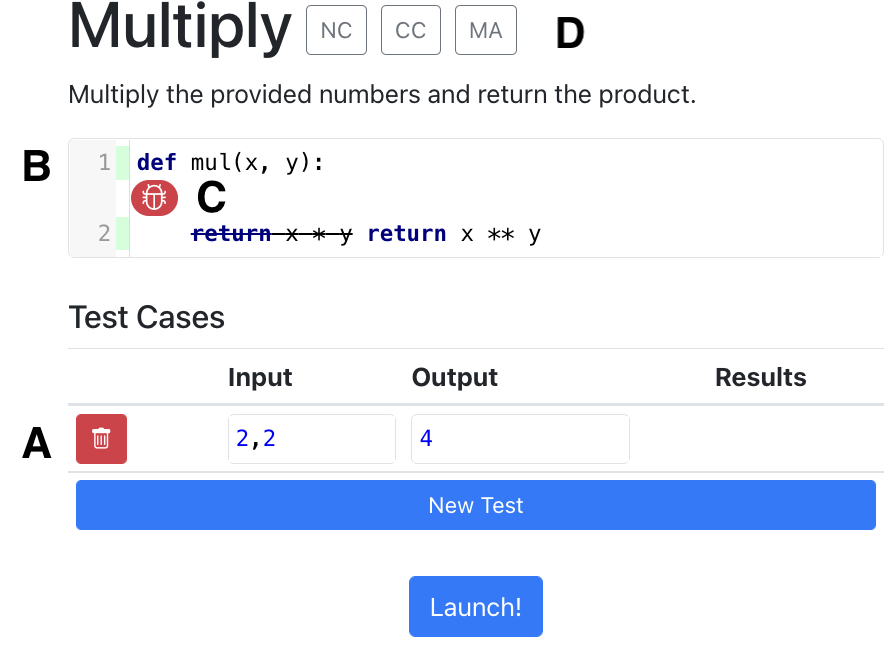 Multiply NC CC MA D
Multiply the provided numbers and return the product.
B 1 def mul(x, y):
C
2 return x * y return x ** y
Test Cases
Input Output Results
A 2,2 4
New Test
Launch!